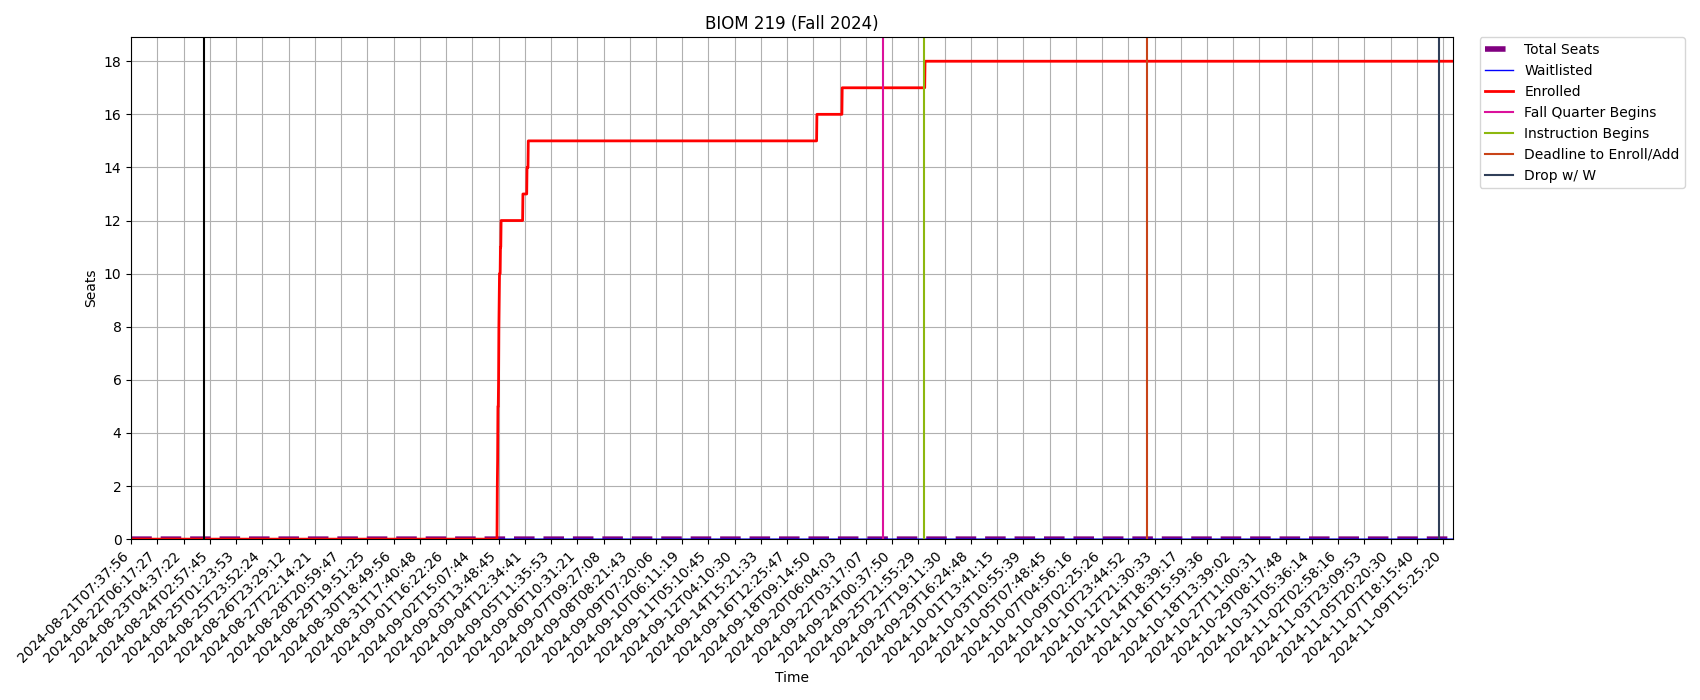 BIOM 219 (Fall 2024)
Total Seats
Waitlisted
Enrolled
Fall Quarter Begins
Instruction Begins
Deadline to Enroll/Add
Drop w/ W
Seats
18
16
14
12
10
8
6
4
2
0
2024-08-21T07:37:56
2024-08-22T06:17:27
2024-08-23T04:37:22
2024-08-24T02:57:45
2024-08-25T01:23:53
2024-08-25T23:52:24
2024-08-26T23:29:12
2024-08-27T22:14:21
2024-08-28T20:59:47
2024-08-29T19:51:25
2024-08-30T18:49:56
2024-08-31T17:40:48
2024-09-01T16:22:26
2024-09-02T15:07:44
2024-09-03T13:48:45
2024-09-04T12:34:41
2024-09-05T11:35:53
2024-09-06T10:31:21
2024-09-07T09:27:08
2024-09-08T08:21:43
2024-09-09T07:20:06
2024-09-10T06:11:19
2024-09-11T05:10:45
2024-09-12T04:10:30
2024-09-14T15:21:33
2024-09-16T12:25:47
2024-09-18T09:14:50
2024-09-20T06:04:03
2024-09-22T03:17:07
2024-09-24T00:37:50
2024-09-25T21:55:29
2024-09-27T19:11:30
2024-09-29T16:24:48
2024-10-01T13:41:15
2024-10-03T10:55:39
2024-10-05T07:48:45
2024-10-07T04:56:16
2024-10-09T02:25:26
2024-10-10T23:44:52
2024-10-12T21:30:33
2024-10-14T18:39:17
2024-10-16T15:59:36
2024-10-18T13:39:02
2024-10-27T11:00:31
2024-10-29T08:17:48
2024-10-31T05:36:14
2024-11-02T02:58:16
2024-11-03T23:09:53
2024-11-05T20:20:30
2024-11-07T18:15:40
2024-11-09T15:25:20
Time